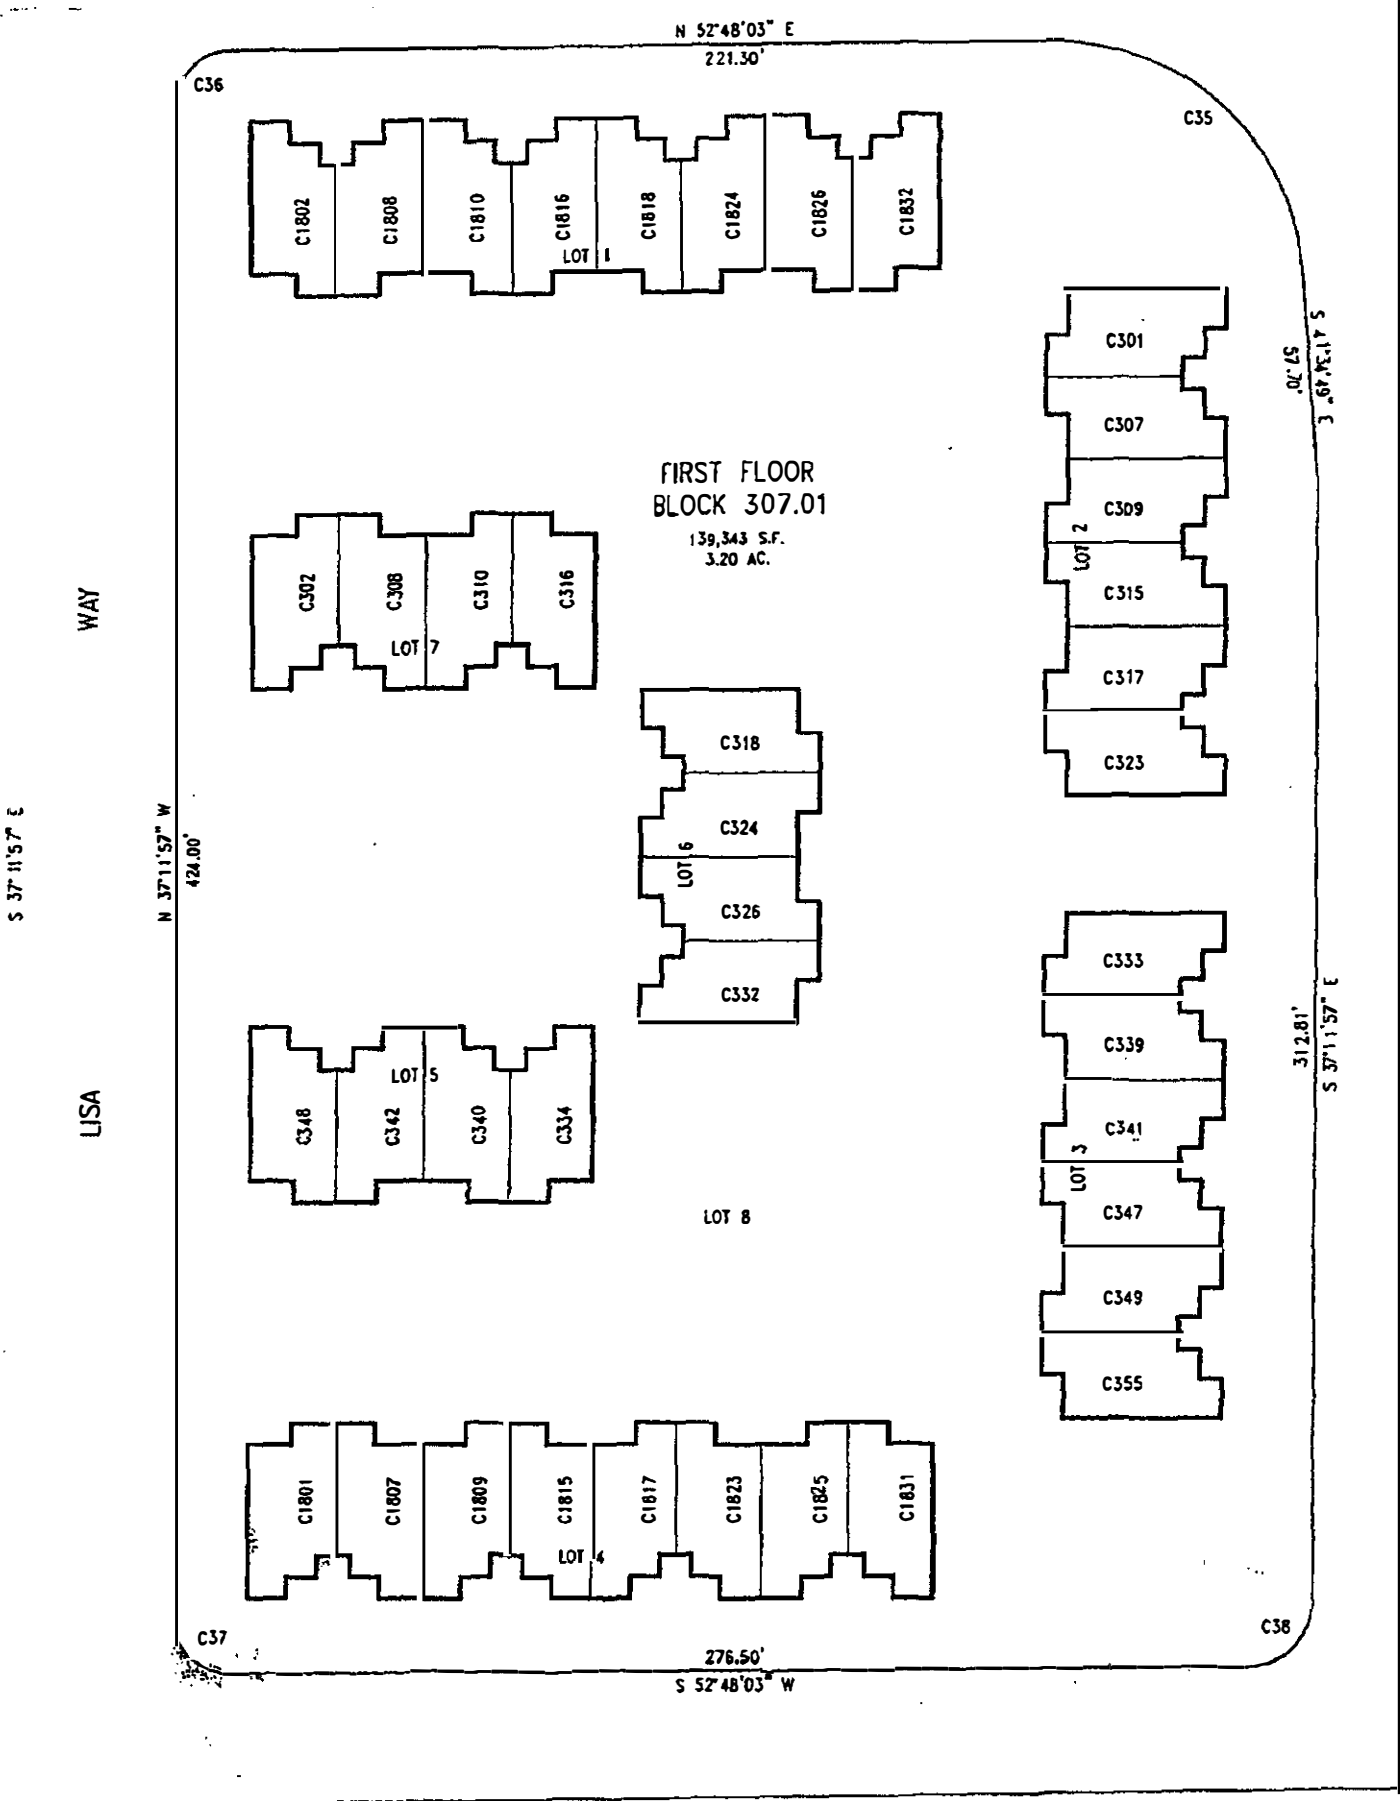 N 52°48'03" E
221.30'
C36
C35
C1802
C1808
C1810
C1816
C1818
C1824
C1826
C1832
LOT 1
C301
C307
C309
LOT 2
C315
C317
C323
S 41°34'49" E
57.70'
FIRST FLOOR
BLOCK 307.01
139,343 S.F.
3.20 AC.
C302
C308
C310
C316
LOT 7
WAY
LISA
S 37°11'57" E
N 37°11'57" W
424.00'
C318
C324
LOT 6
C326
C332
C333
C339
C341
LOT 3
C347
C349
C355
312.81'
S 37°11'57" E
LOT 5
C348
C342
C340
C334
LOT 8
C1801
C1807
C1809
C1815
C1817
C1823
C1825
C1831
LOT 4
C37
C38
276.50'
S 52°48'03" W